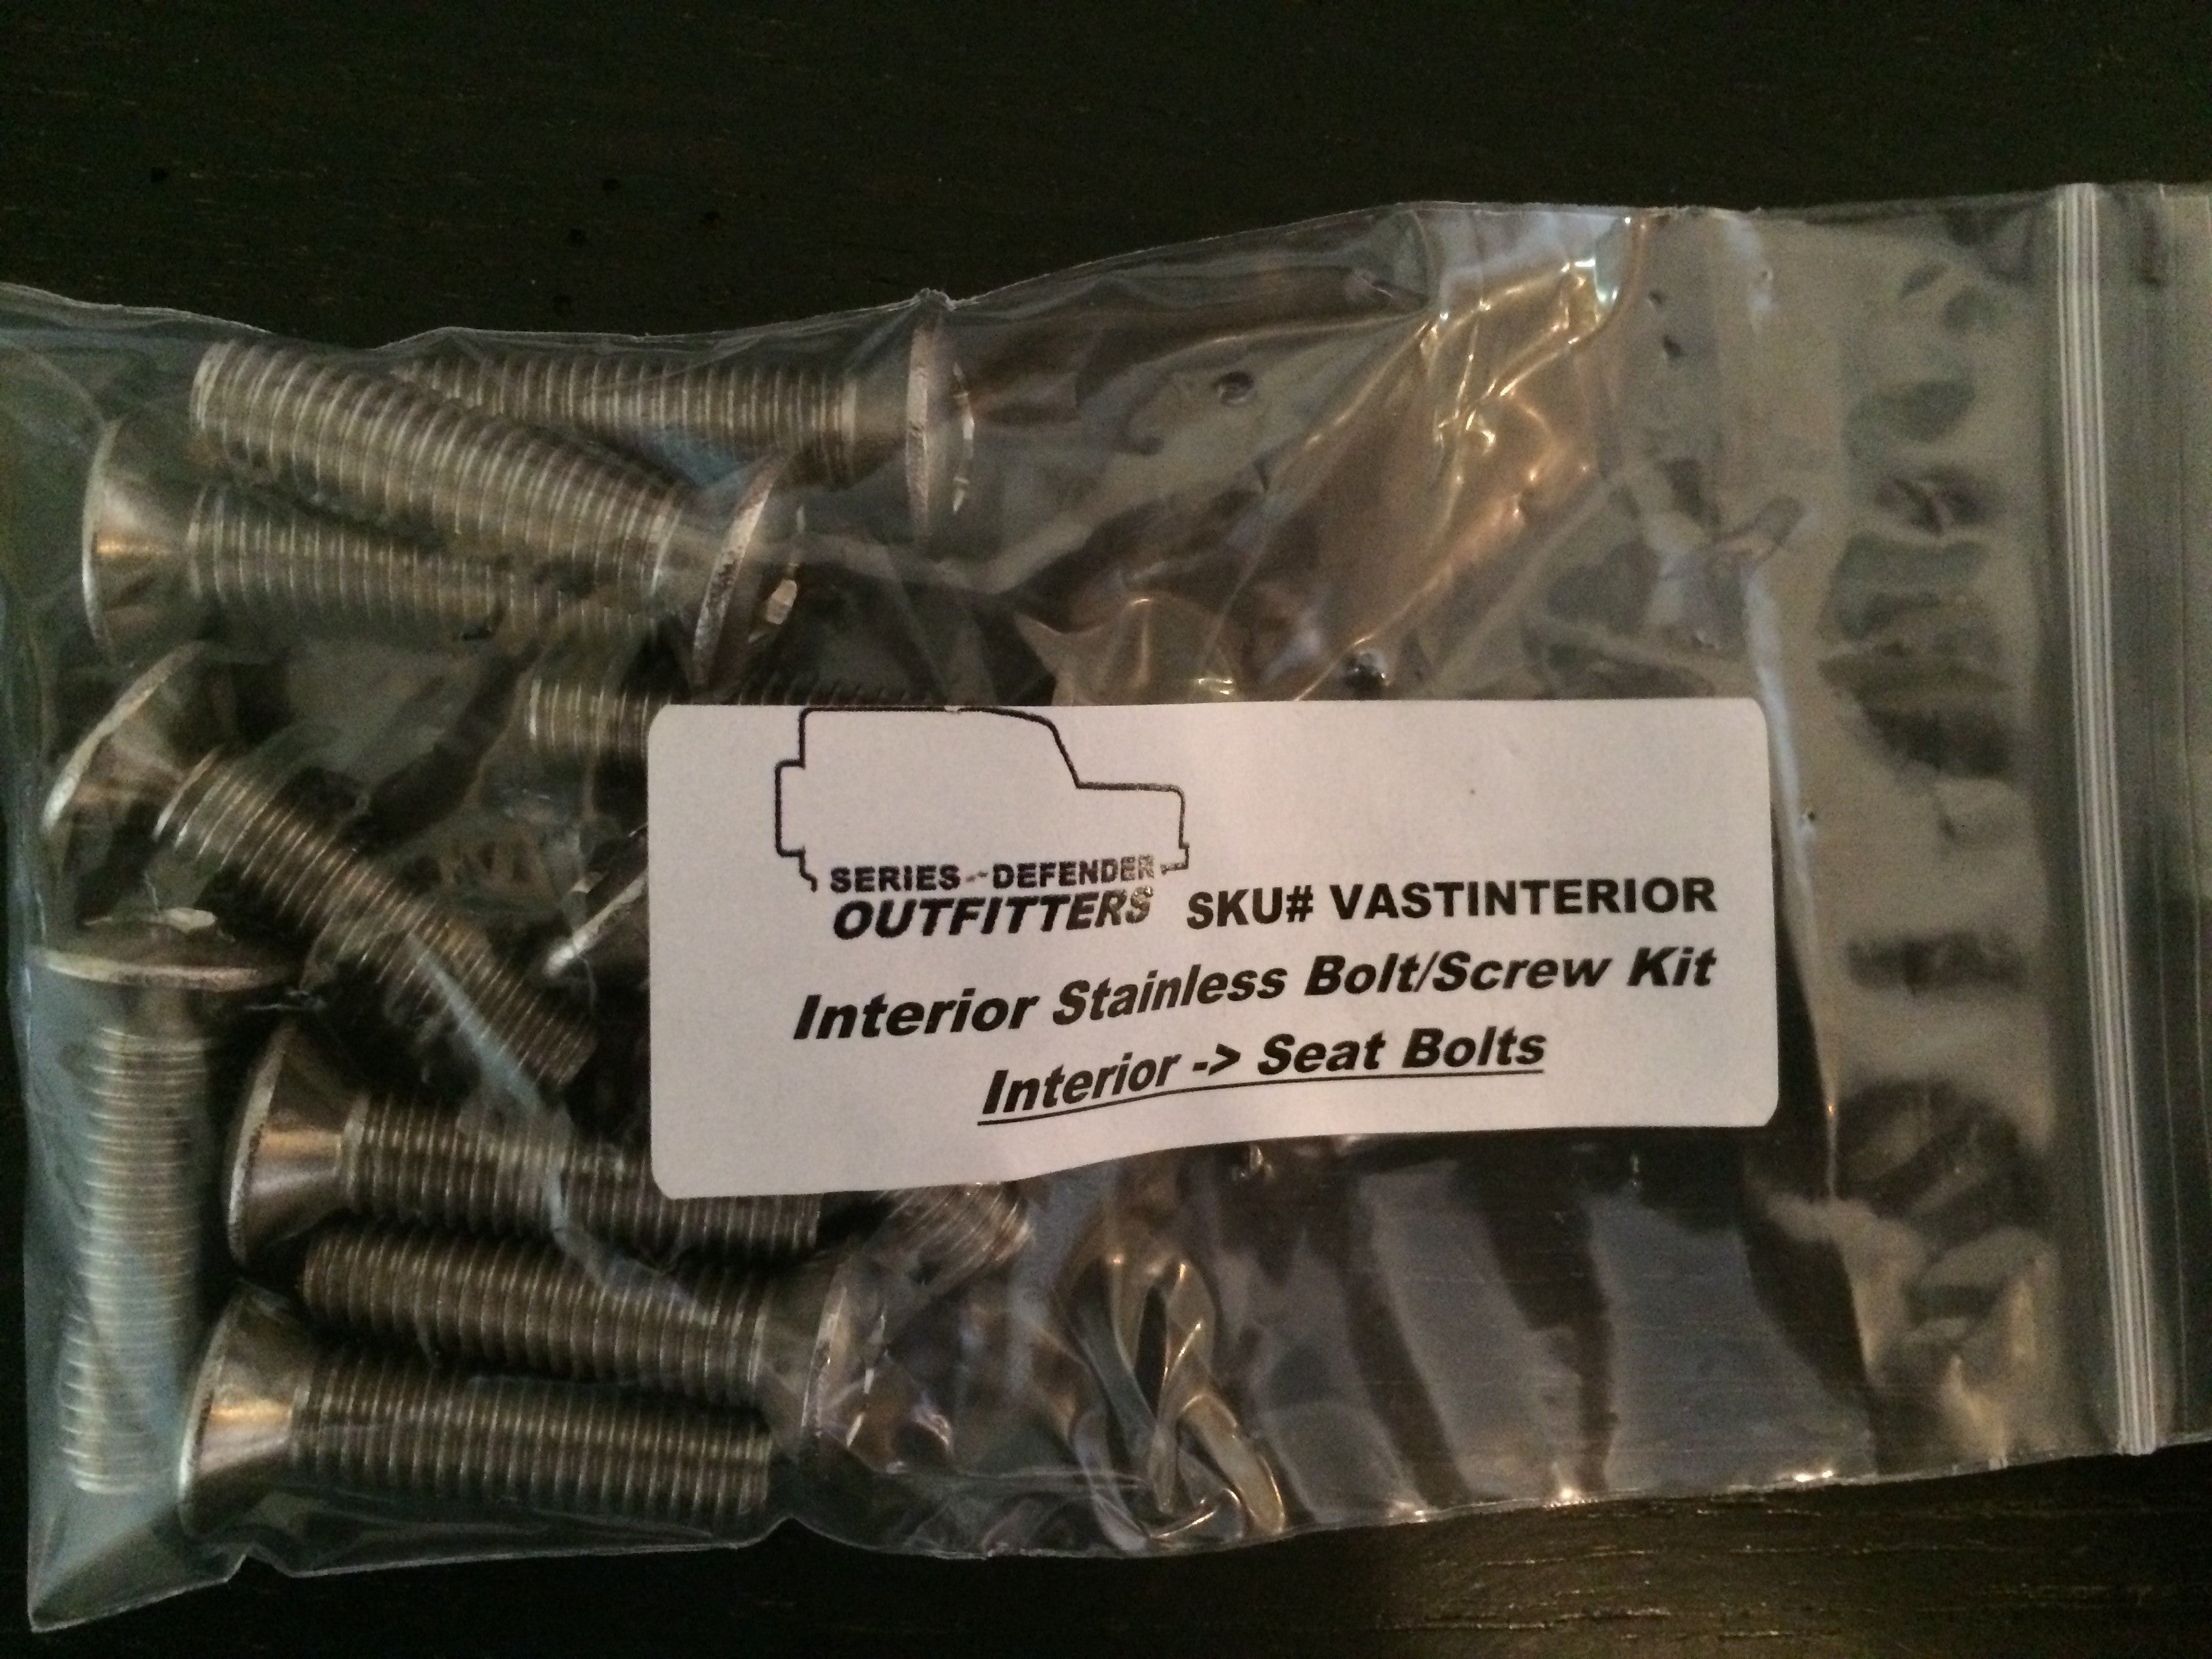 SERIES--DEFENDER
OUTFITTERS SKU# VASTINTERIOR
Interior Stainless Bolt/Screw Kit
Interior -> Seat Bolts